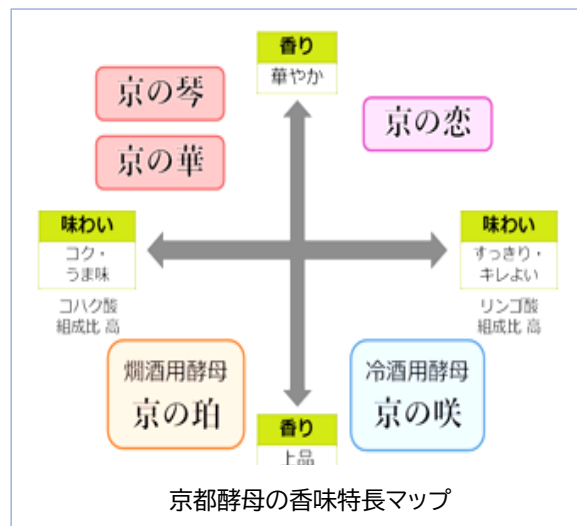 香り
華やか
京の琴
京の華
京の恋
味わい
コク・
うま味
コハク酸
組成比 高
味わい
すっきり・
キレよい
リンゴ酸
組成比 高
燗酒用酵母
京の珀
冷酒用酵母
京の咲
香り
上品
京都酵母の香味特長マップ